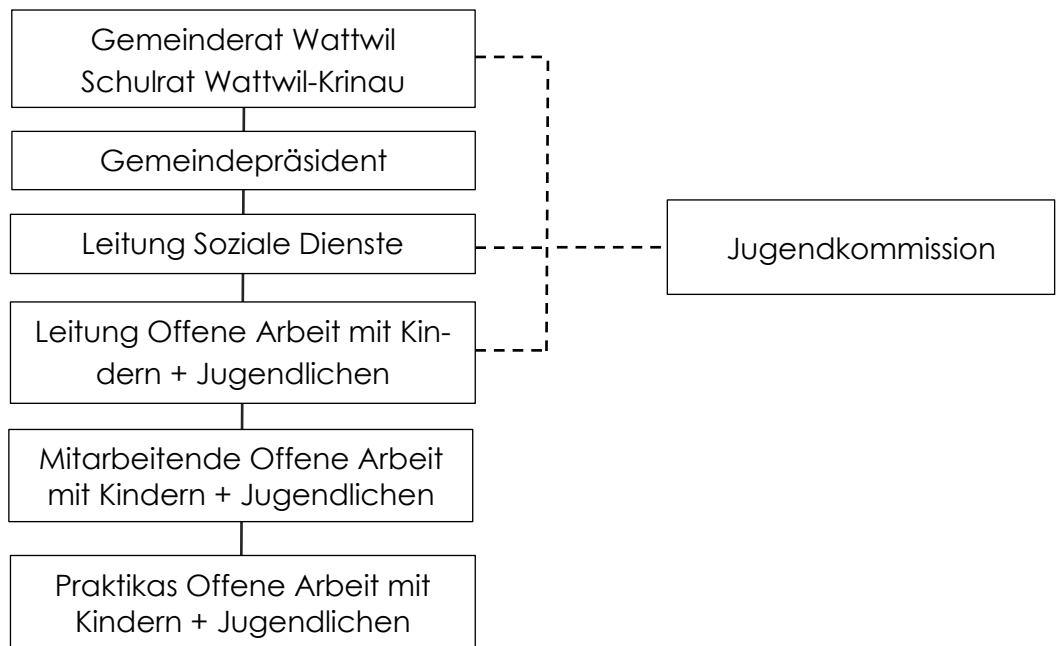 Gemeinderat Wattwil
Schulrat Wattwil-Krinau
Gemeindepräsident
Leitung Soziale Dienste
Jugendkommission
Leitung Offene Arbeit mit Kin-
dern + Jugendlichen
Mitarbeitende Offene Arbeit
mit Kindern + Jugendlichen
Praktikas Offene Arbeit mit
Kindern + Jugendlichen